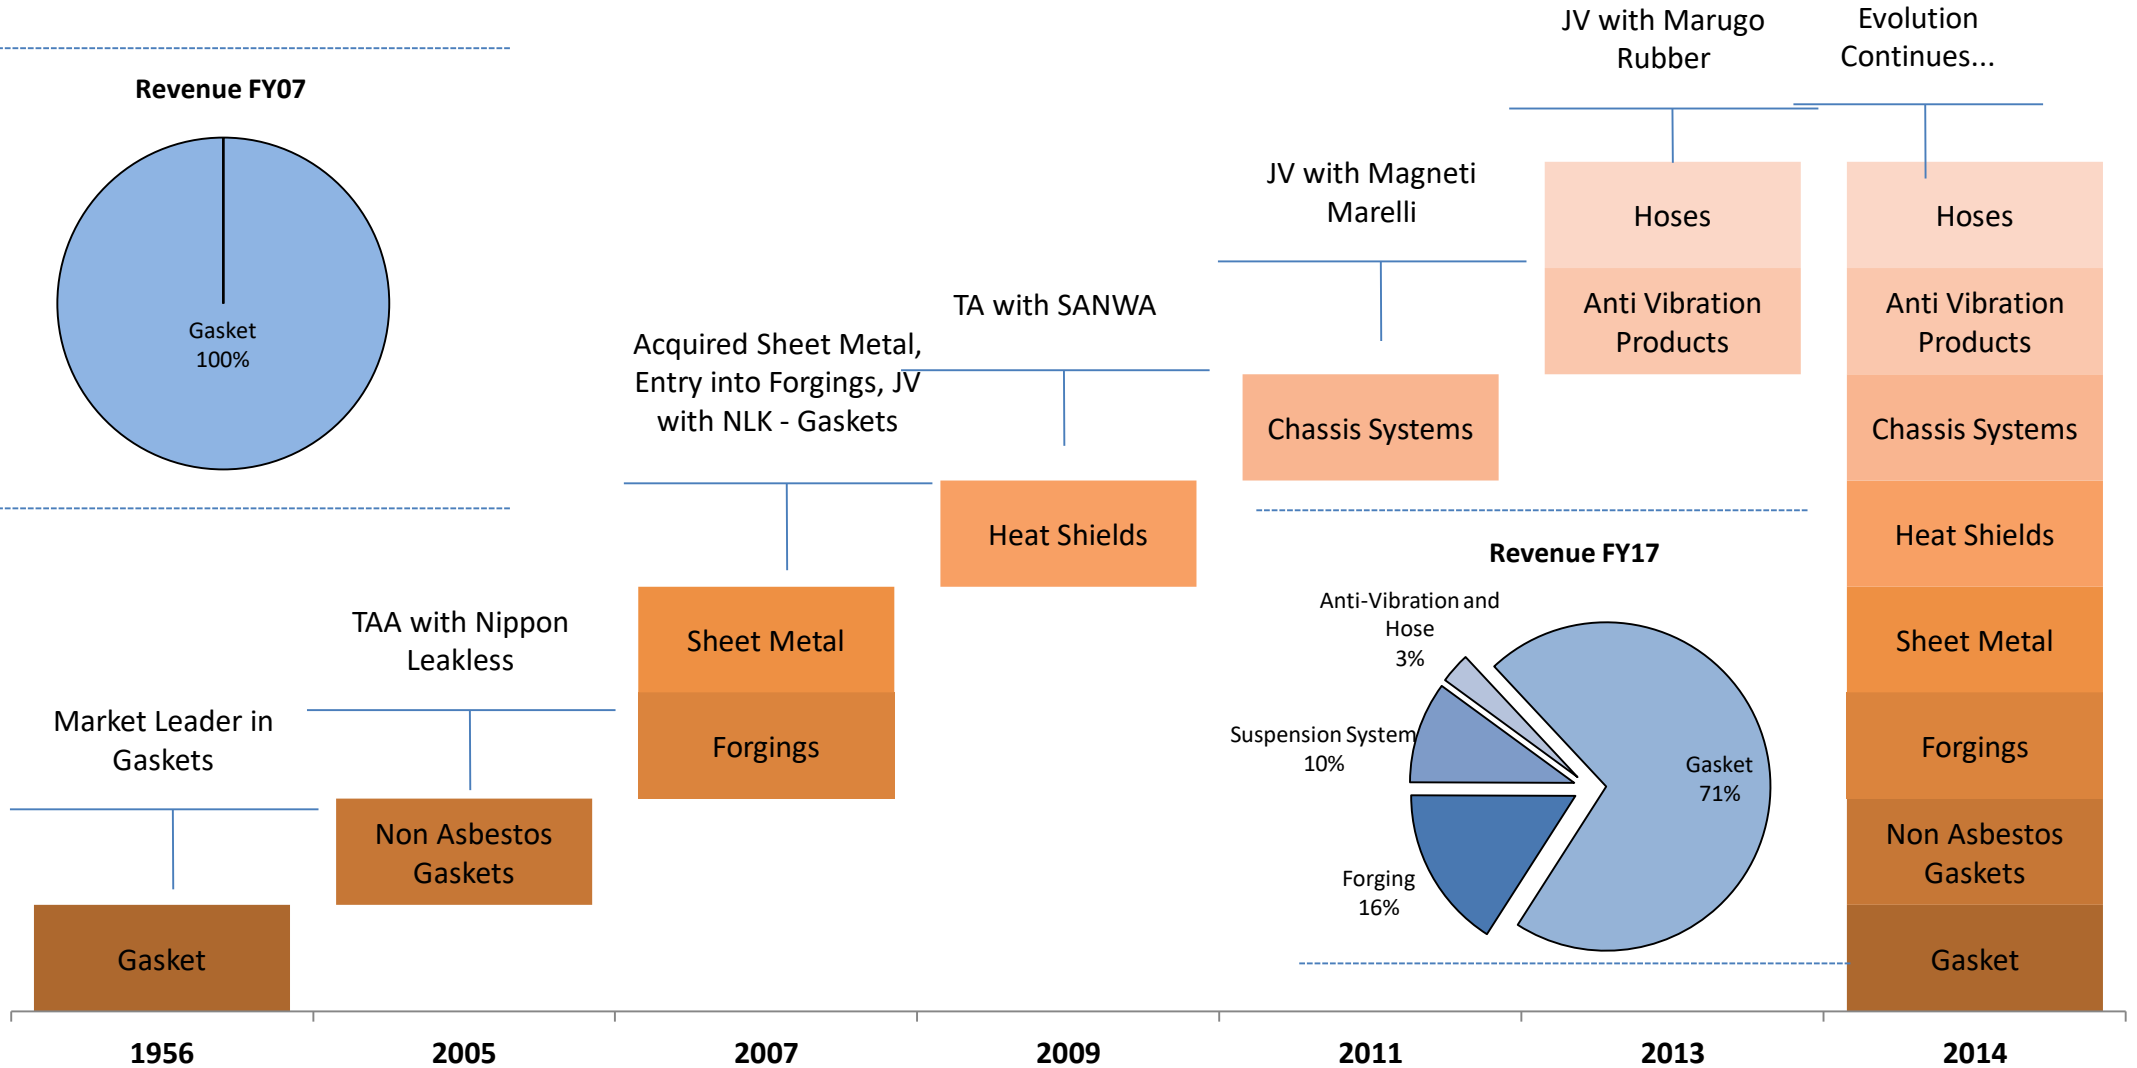 Revenue FY07
Gasket
100%
Market Leader in
Gaskets
Gasket
TAA with Nippon
Leakless
Non Asbestos
Gaskets
Acquired Sheet Metal,
Entry into Forgings, JV
with NLK - Gaskets
Sheet Metal
Forgings
TA with SANWA
Heat Shields
JV with Magneti
Marelli
Chassis Systems
JV with Marugo
Rubber
Hoses
Anti Vibration
Products
Evolution
Continues...
Hoses
Anti Vibration
Products
Chassis Systems
Heat Shields
Sheet Metal
Forgings
Non Asbestos
Gaskets
Gasket
Revenue FY17
Anti-Vibration and
Hose
3%
Suspension System
10%
Forging
16%
Gasket
71%
1956
2005
2007
2009
2011
2013
2014